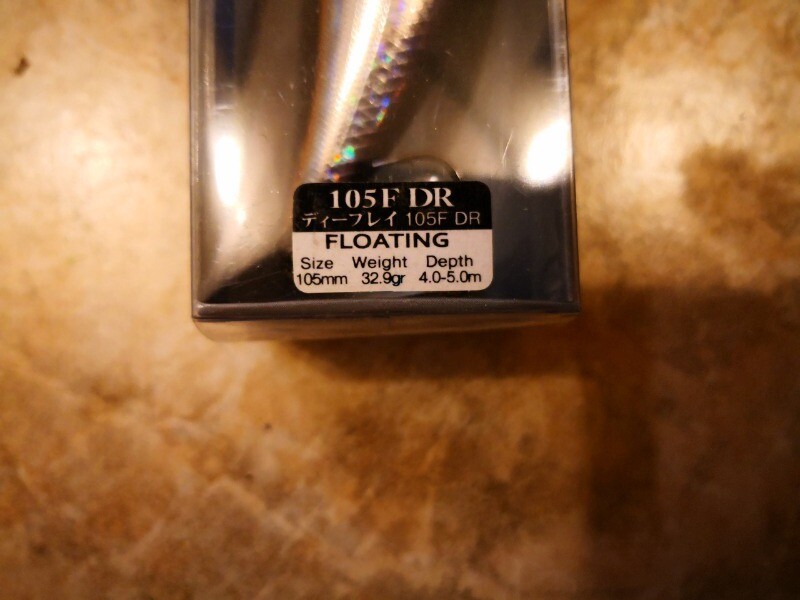 105F DR
ディーフレイ 105F DR
FLOATING
Size Weight Depth
105mm 32.9gr 4.0-5.0m